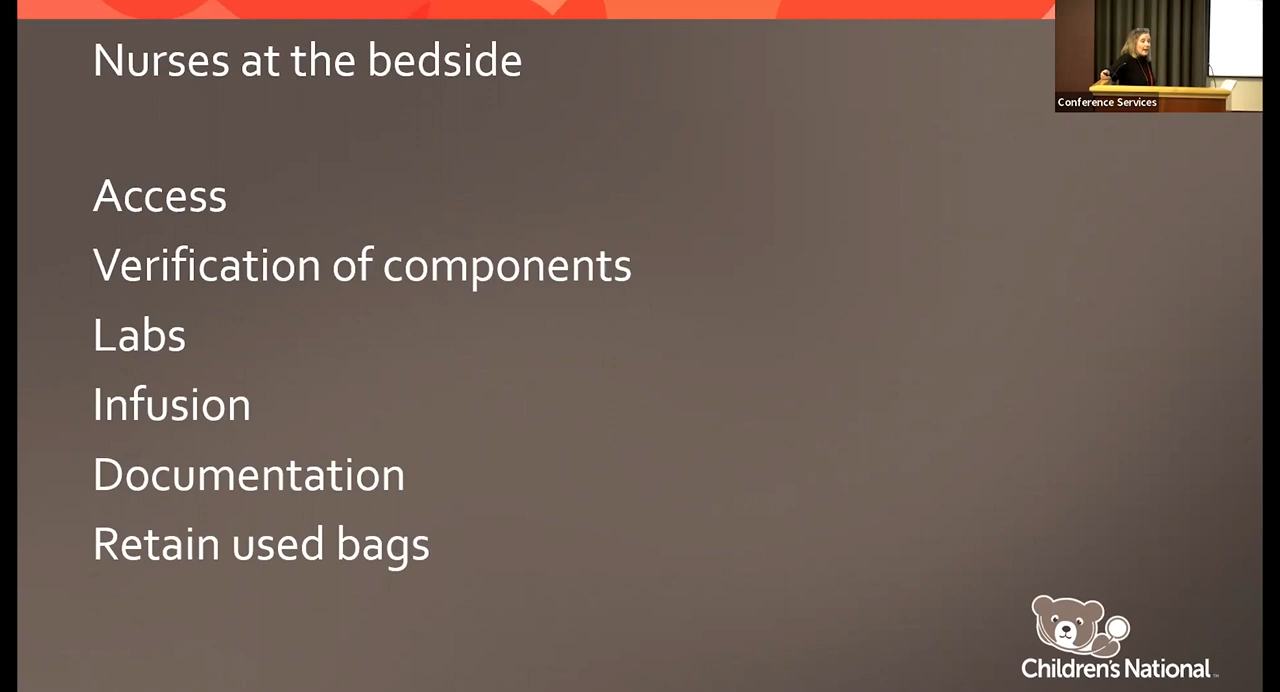 Nurses at the bedside
Conference Services
Access
Verification of components
Labs
Infusion
Documentation
Retain used bags
Children's National